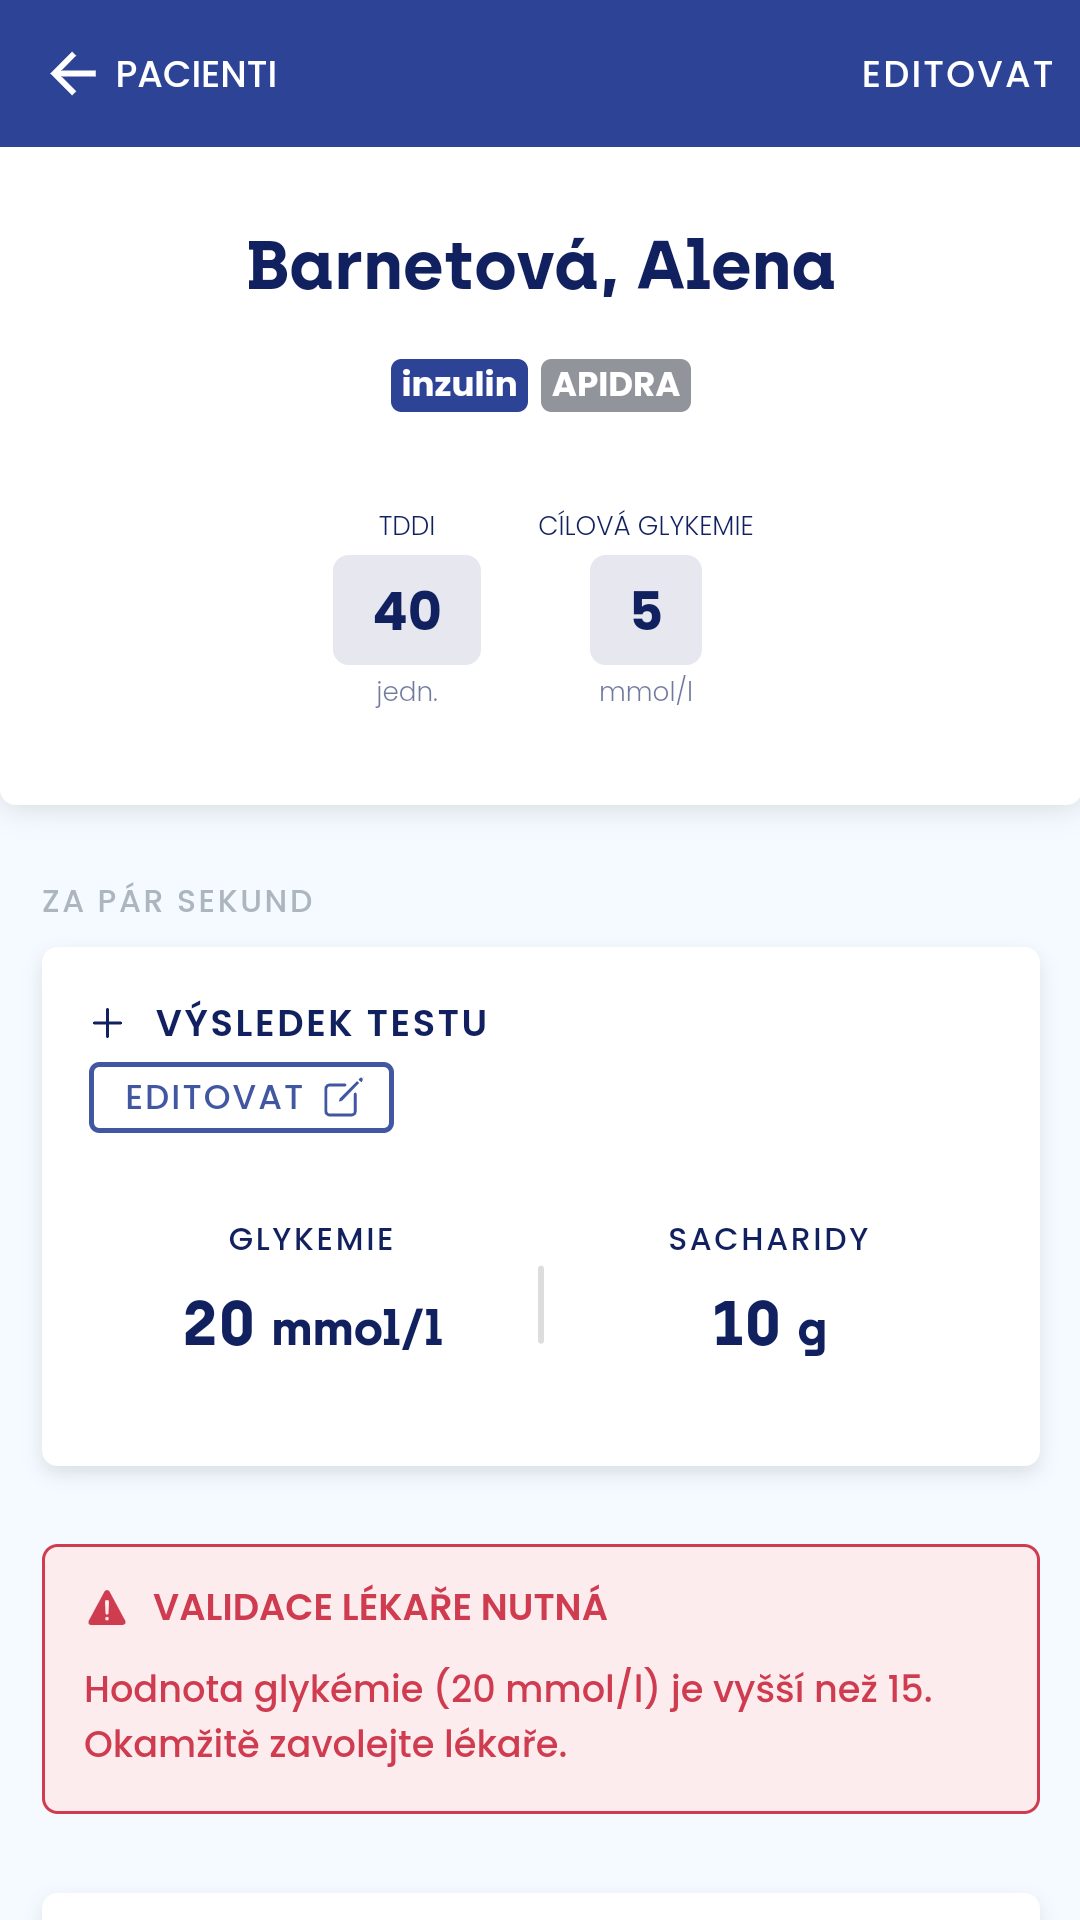 PACIENTI
EDITOVAT
Barnetová, Alena
inzulin APIDRA
TDDI
CÍLOVÁ GLYKEMIE
40
5
jedn.
mmol/l
ZA PÁR SEKUND
VÝSLEDEK TESTU
EDITOVAT
GLYKEMIE
SACHARIDY
20 mmol/l
10 g
VALIDACE LÉKAŘE NUTNÁ
Hodnota glykémie (20 mmol/l) je vyšší než 15.
Okamžitě zavolejte lékaře.